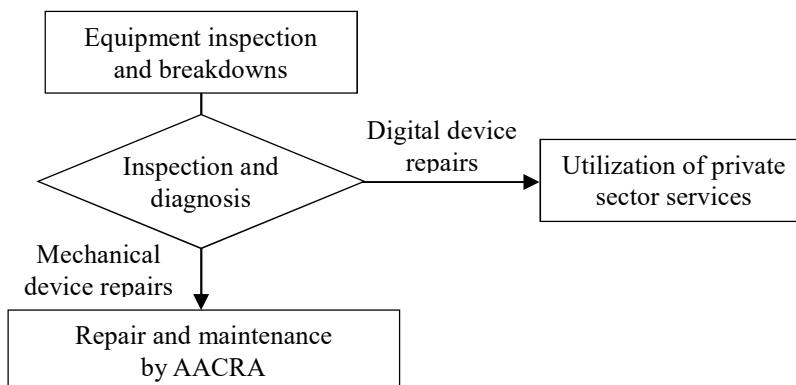 Equipment inspection
and breakdowns
Digital device
repairs
Inspection and
diagnosis
Utilization of private
sector services
Mechanical
device repairs
Repair and maintenance
by AACRA